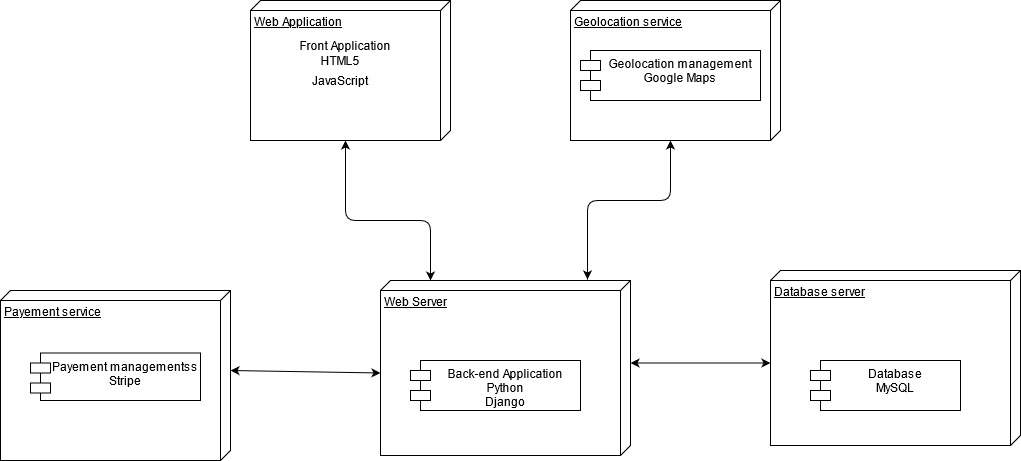 Web Application
Front Application
HTML5
JavaScript
Geolocation service
Geolocation management
Google Maps
Payement service
Payement managementss
Stripe
Web Server
Back-end Application
Python
Django
Database server
Database
MySQL